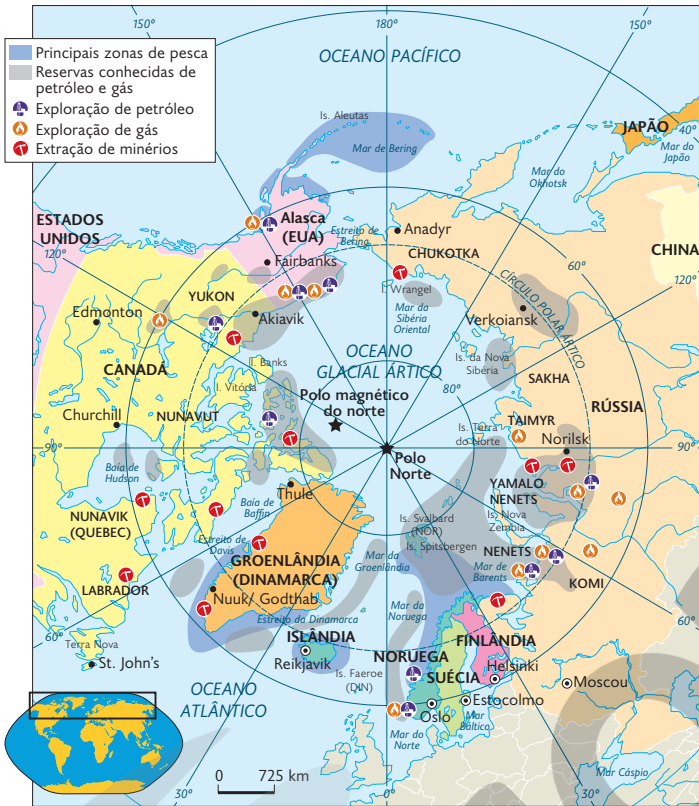 150°
180°
150°
Principais zonas de pesca
Reservas conhecidas de
petróleo e gás
Exploração de petróleo
Exploração de gás
Extração de minérios
OCEANO PACÍFICO
Is. Aleutas
Mar de Bering
JAPÃO
40°
Mar do
Japão
Mar do
Okhotsk
ESTADOS
UNIDOS
120°
Alasca
(EUA)
Estreito de
Bering
Anadyr
CHUKOTKA
CHINA
120°
60°
CÍRCULO POLAR ÁRTICO
Fairbanks
I. Wrangel
YUKON
Edmonton
Akiavik
Mar da
Sibéria
Oriental
Verkoiansk
OCEANO
GLACIAL ÁRTICO
I. Banks
Is. da Nova
Sibéria
CANADÁ
I. Vitória
SAKHA
80°
Polo magnético
do norte
RÚSSIA
Churchill
NUNAVUT
TAIMYR
Is. Terra
do Norte
Norilsk
90°
90°
Polo
Norte
Baía de
Hudson
Thule
YAMALO
NENETS
Baía de
Baffin
Is. Nova
Zembia
NUNAVIK
(QUEBEC)
Is. Svalbard
(NOR)
Is. Spitsbergen
Estreito de
Davis
NENETS
Mar da
Groenlândia
GROENLÂNDIA
(DINAMARCA)
Mar de
Barents
KOMI
LABRADOR
Nuuk/ Godthab
Mar da
Noruega
Estreito da Dinamarca
60°
Terra Nova
ISLÂNDIA
FINLÂNDIA
St. John's
Reikjavik
NORUEGA
Helsinki
Is. Faeroe
(DIN)
SUÉCIA
Moscou
OCEANO
ATLÂNTICO
Oslo
Estocolmo
Mar
Báltico
Mar do
Norte
Mar Cáspio
0 725 km
30°
0°
30°
60°